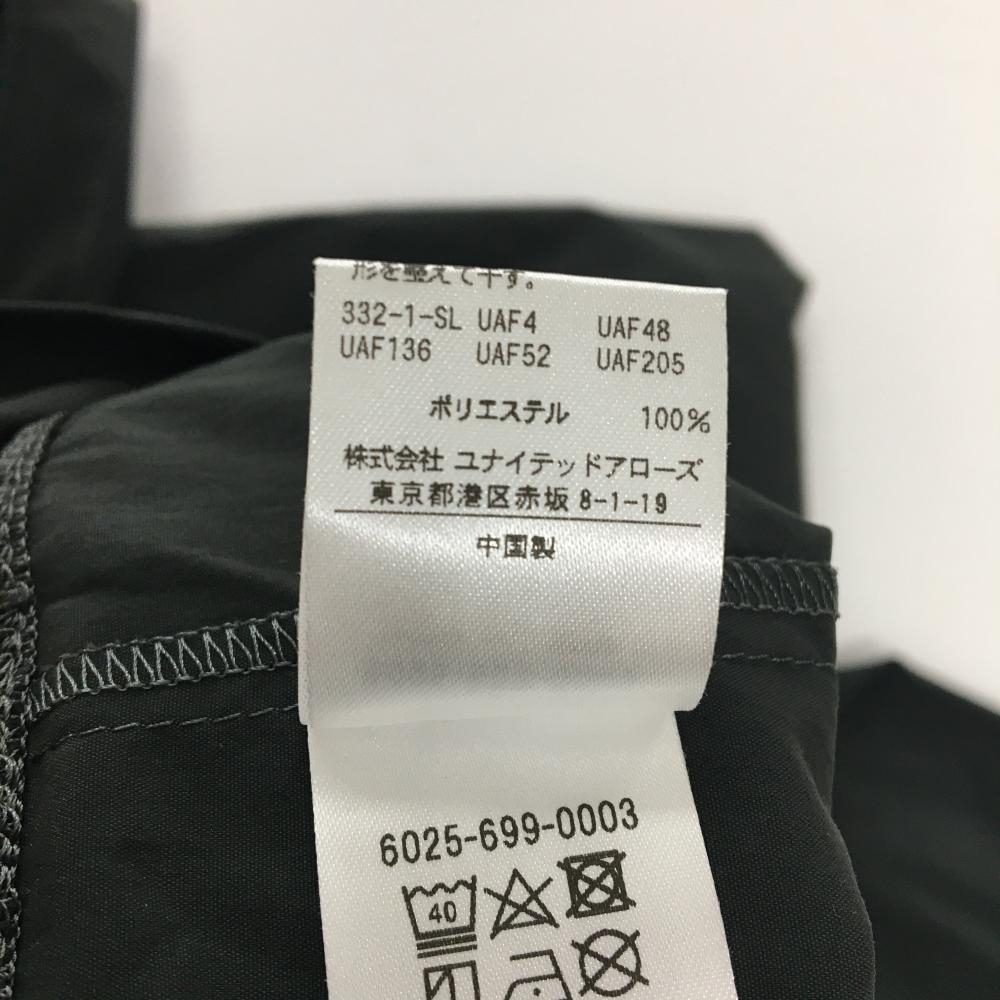 形を整えて干す。
332-1-SL UAF4 UAF48
UAF136 UAF52 UAF205
ポリエステル 100%
株式会社 ユナイテッドアローズ
東京都港区赤坂 8-1-19
中国製
6025-699-0003
40